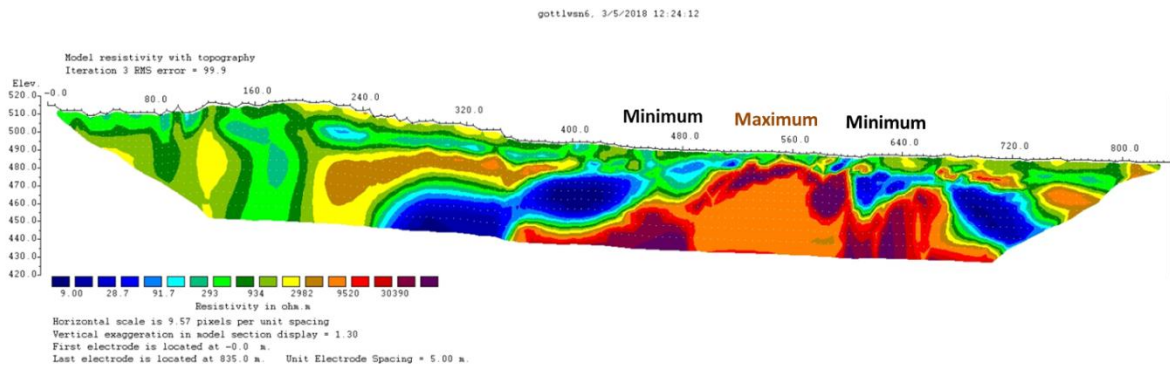 gottlwsn6, 3/5/2018 12:24:12
Model resistivity with topography
Iteration 3 RMS error = 99.9
Elev.
-0.0 80.0 160.0 240.0 320.0 400.0 480.0 560.0 640.0 720.0 800.0
Minimum Maximum Minimum
520.0
510.0
500.0
490.0
480.0
470.0
460.0
450.0
440.0
430.0
420.0
9.00 28.7 91.7 293 934 2982 9520 30390
Resistivity in ohm.m
Horizontal scale is 9.57 pixels per unit spacing
Vertical exaggeration in model section display = 1.30
First electrode is located at -0.0 m.
Last electrode is located at 835.0 m. Unit Electrode Spacing = 5.00 m.